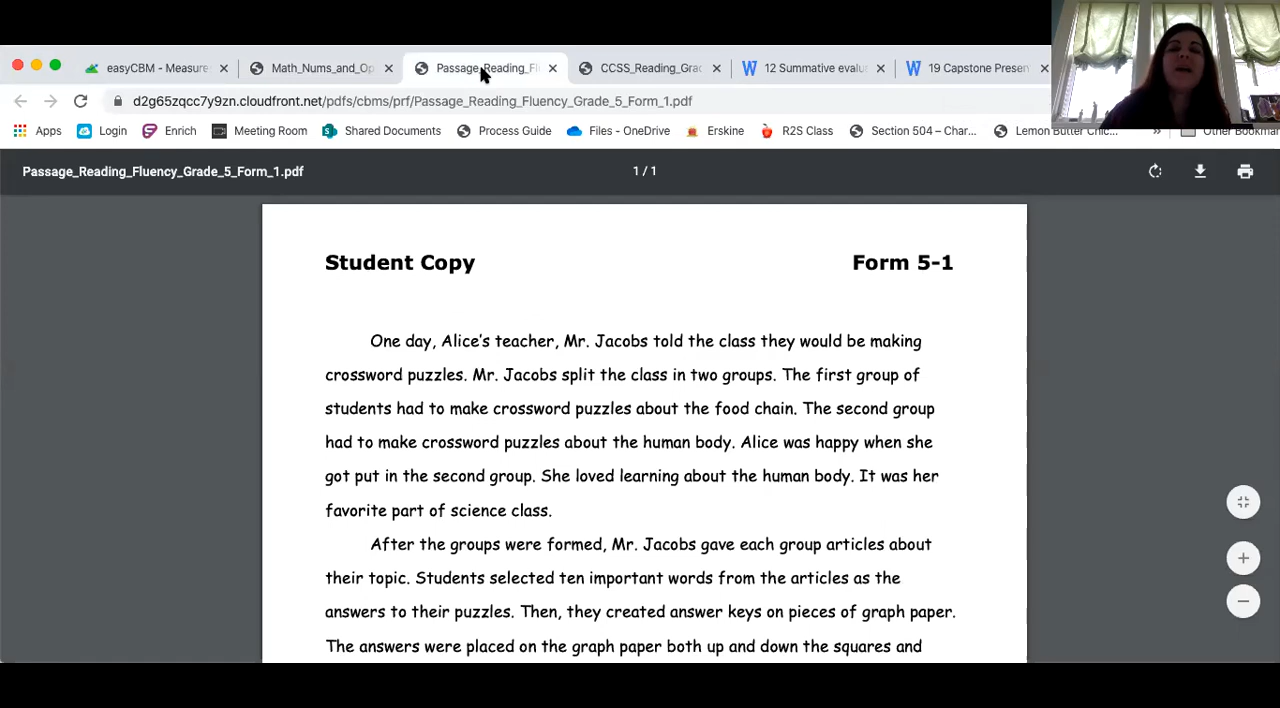 easyCBM - Measure
Math_Nums_and_Op
Passage_Reading_Fl
CCSS_Reading_Gra
12 Summative evalu
19 Capstone Presen
d2g65zqcc7y9zn.cloudfront.net/pdfs/cbms/prf/Passage_Reading_Fluency_Grade_5_Form_1.pdf
Apps
Login
Enrich
Meeting Room
Shared Documents
Process Guide
Files - OneDrive
Erskine
R2S Class
Section 504 – Char...
Lemon Butter Chic...
»
Other Bookma
Passage_Reading_Fluency_Grade_5_Form_1.pdf
1 / 1
Student Copy
Form 5-1
One day, Alice's teacher, Mr. Jacobs told the class they would be making
crossword puzzles. Mr. Jacobs split the class in two groups. The first group of
students had to make crossword puzzles about the food chain. The second group
had to make crossword puzzles about the human body. Alice was happy when she
got put in the second group. She loved learning about the human body. It was her
favorite part of science class.
After the groups were formed, Mr. Jacobs gave each group articles about
their topic. Students selected ten important words from the articles as the
answers to their puzzles. Then, they created answer keys on pieces of graph paper.
The answers were placed on the graph paper both up and down the squares and